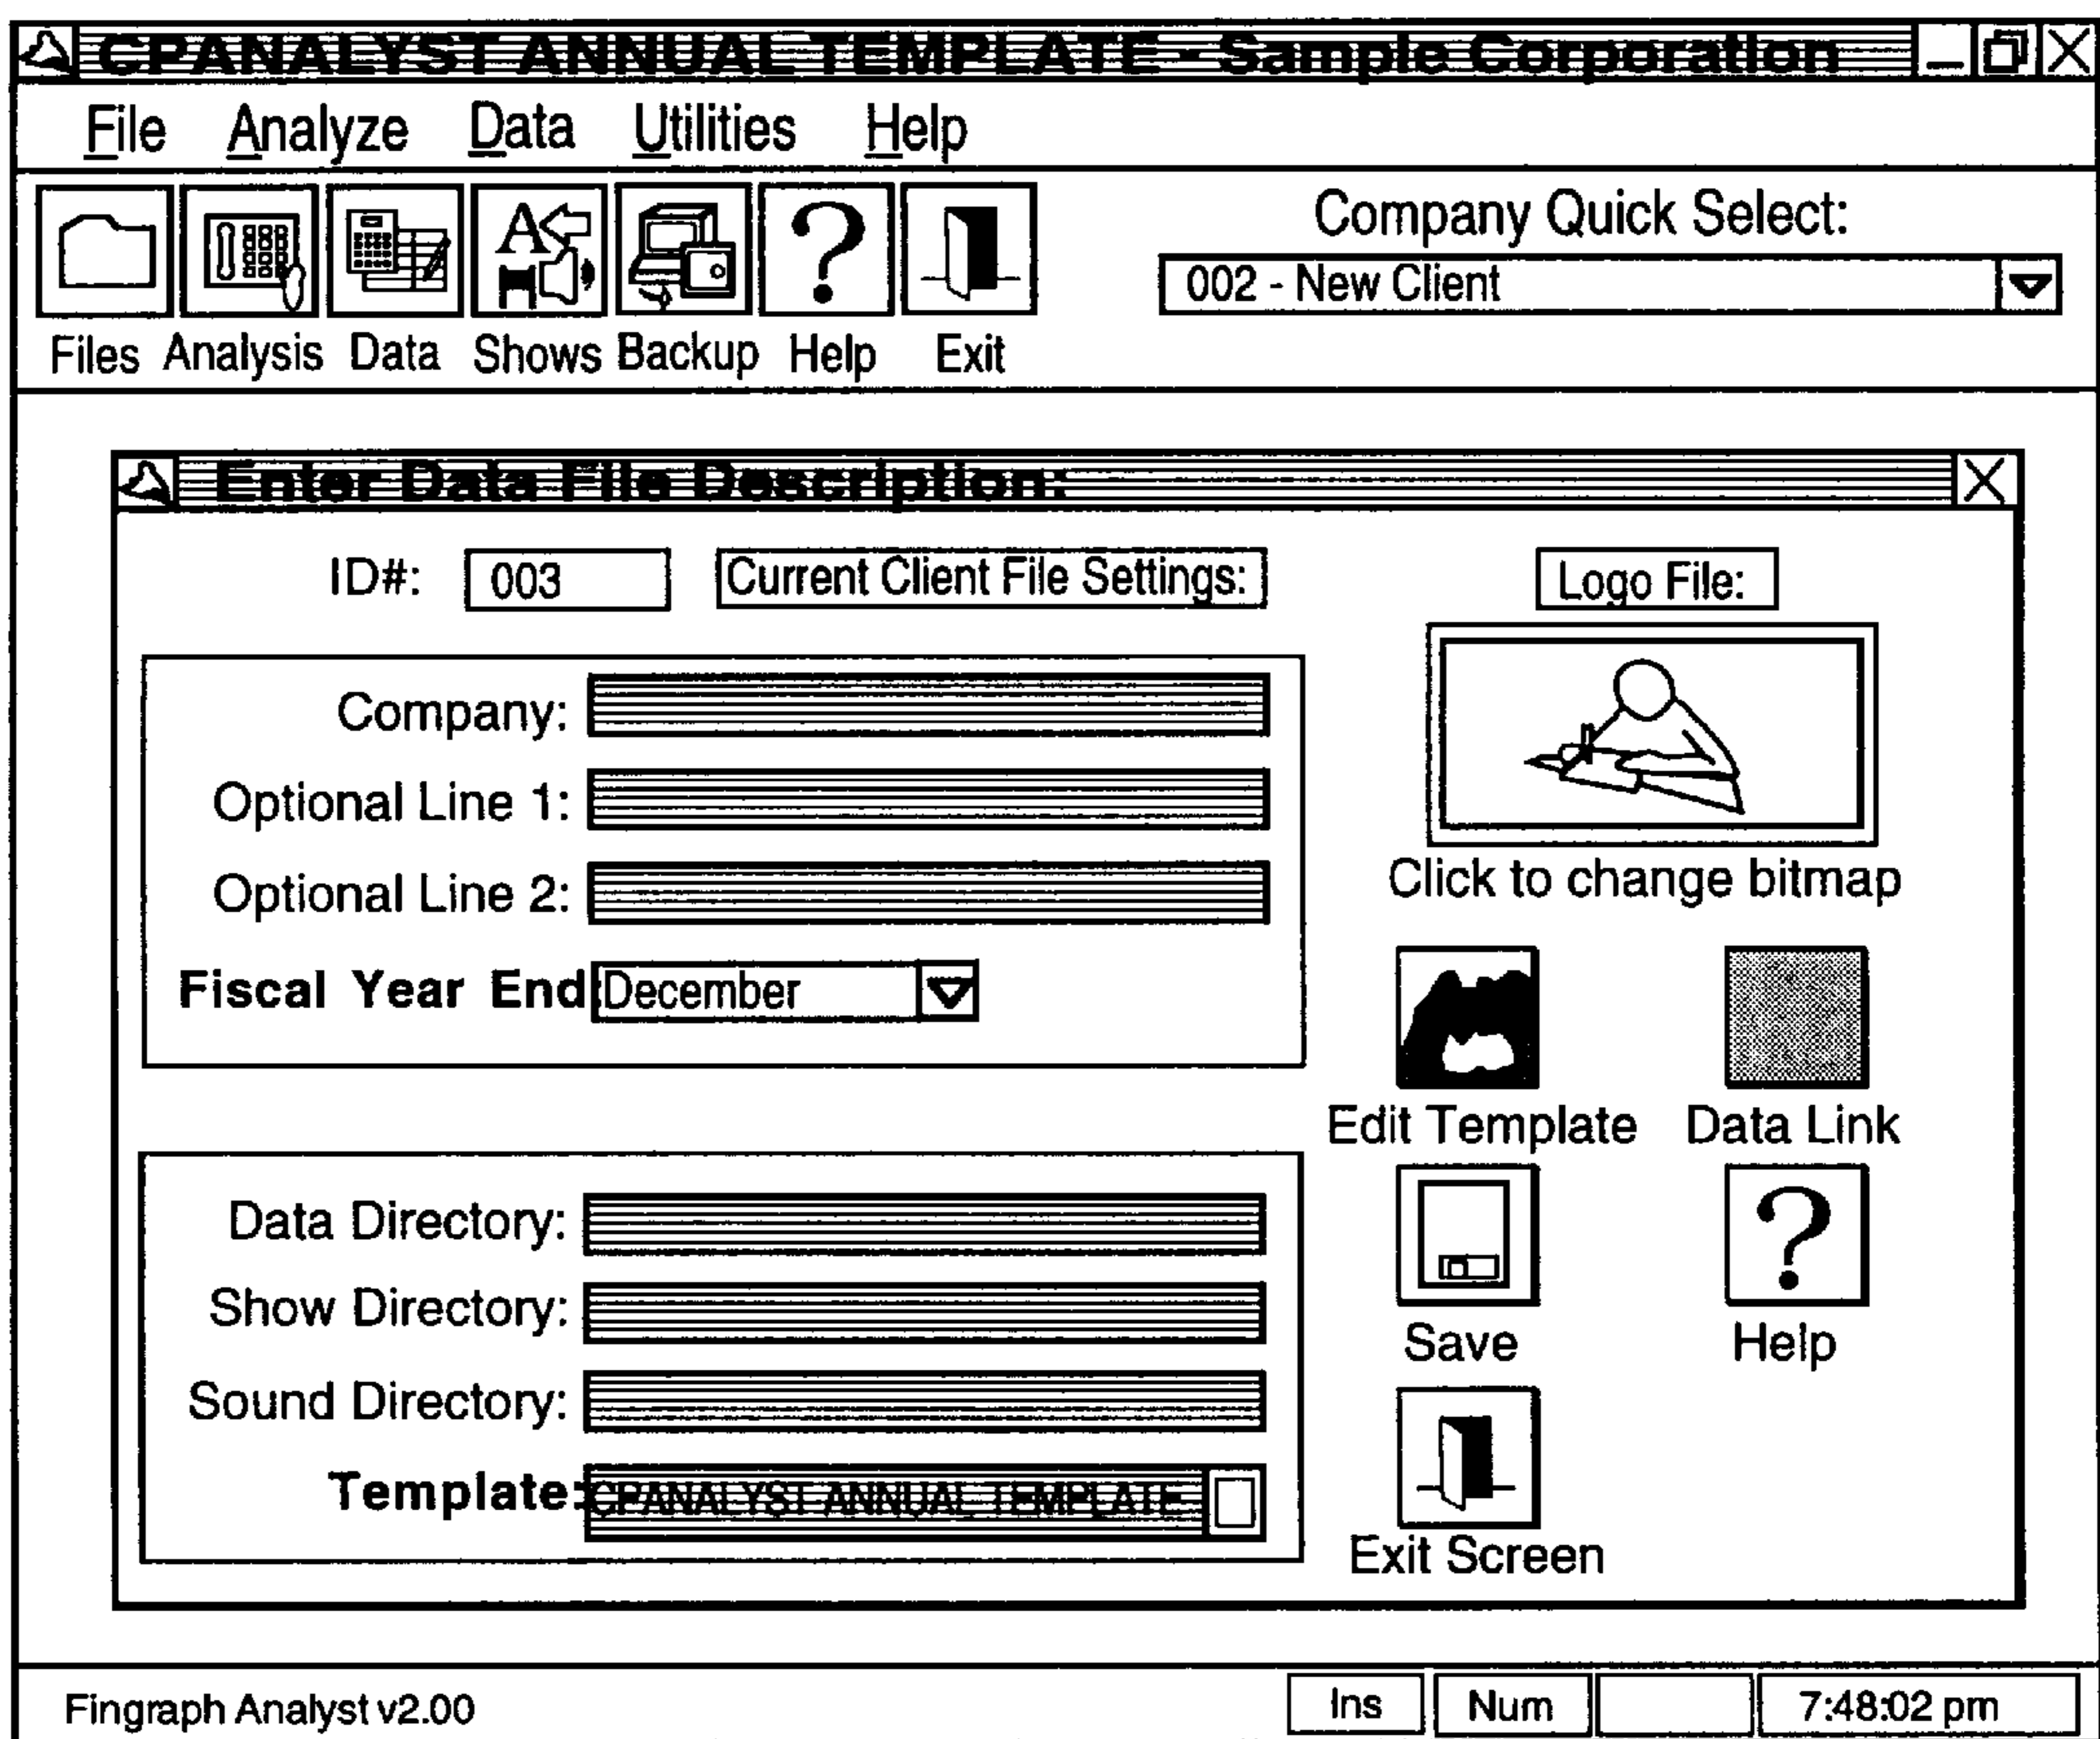 CPANALYST ANNUAL TEMPLATE - Sample Corporation
File Analyze Data Utilities Help
Company Quick Select:
002 - New Client
Files Analysis Data Shows Backup Help Exit
Enter Data File Description:
ID#: 003 Current Client File Settings: Logo File:
Company:
Optional Line 1:
Optional Line 2:
Click to change bitmap
Fiscal Year End: December
Edit Template Data Link
Data Directory:
Show Directory:
Save Help
Sound Directory:
Template: CPANALYST ANNUAL TEMPLATE
Exit Screen
Fingraph Analyst v2.00 Ins Num 7:48:02 pm